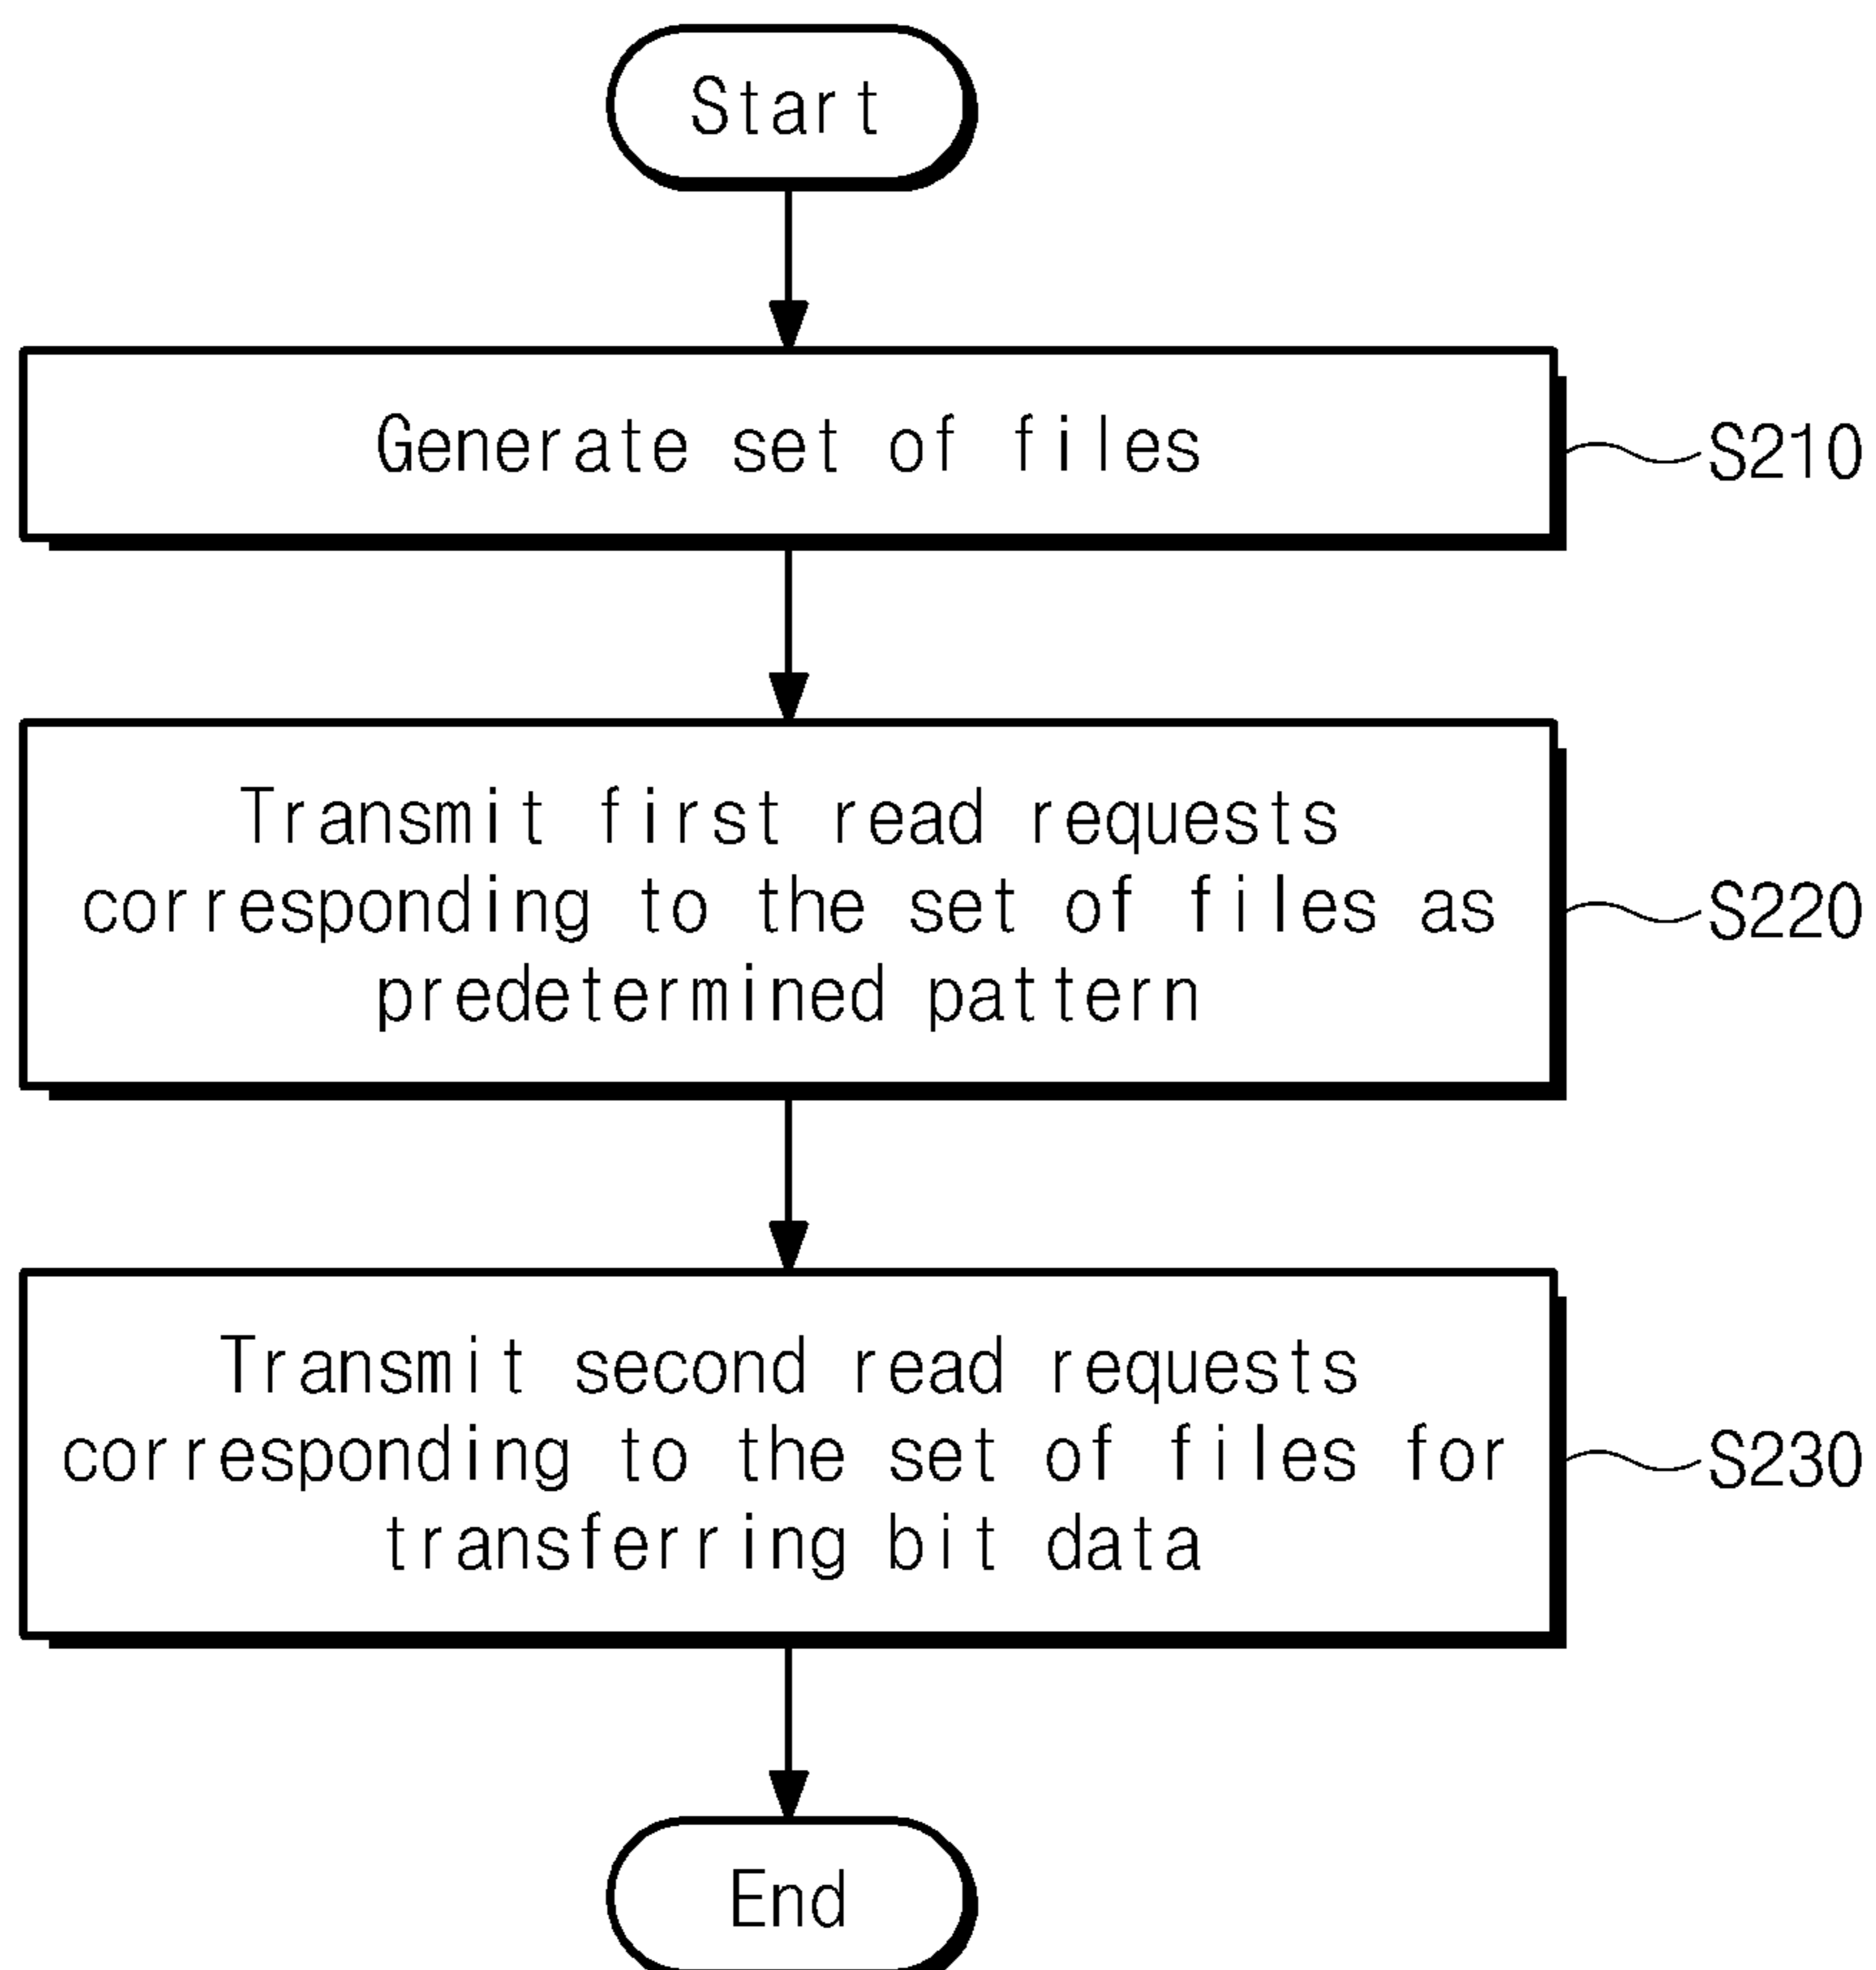 Start
Generate set of files
S210
Transmit first read requests
corresponding to the set of files as
predetermined pattern
S220
Transmit second read requests
corresponding to the set of files for
transferring bit data
S230
End